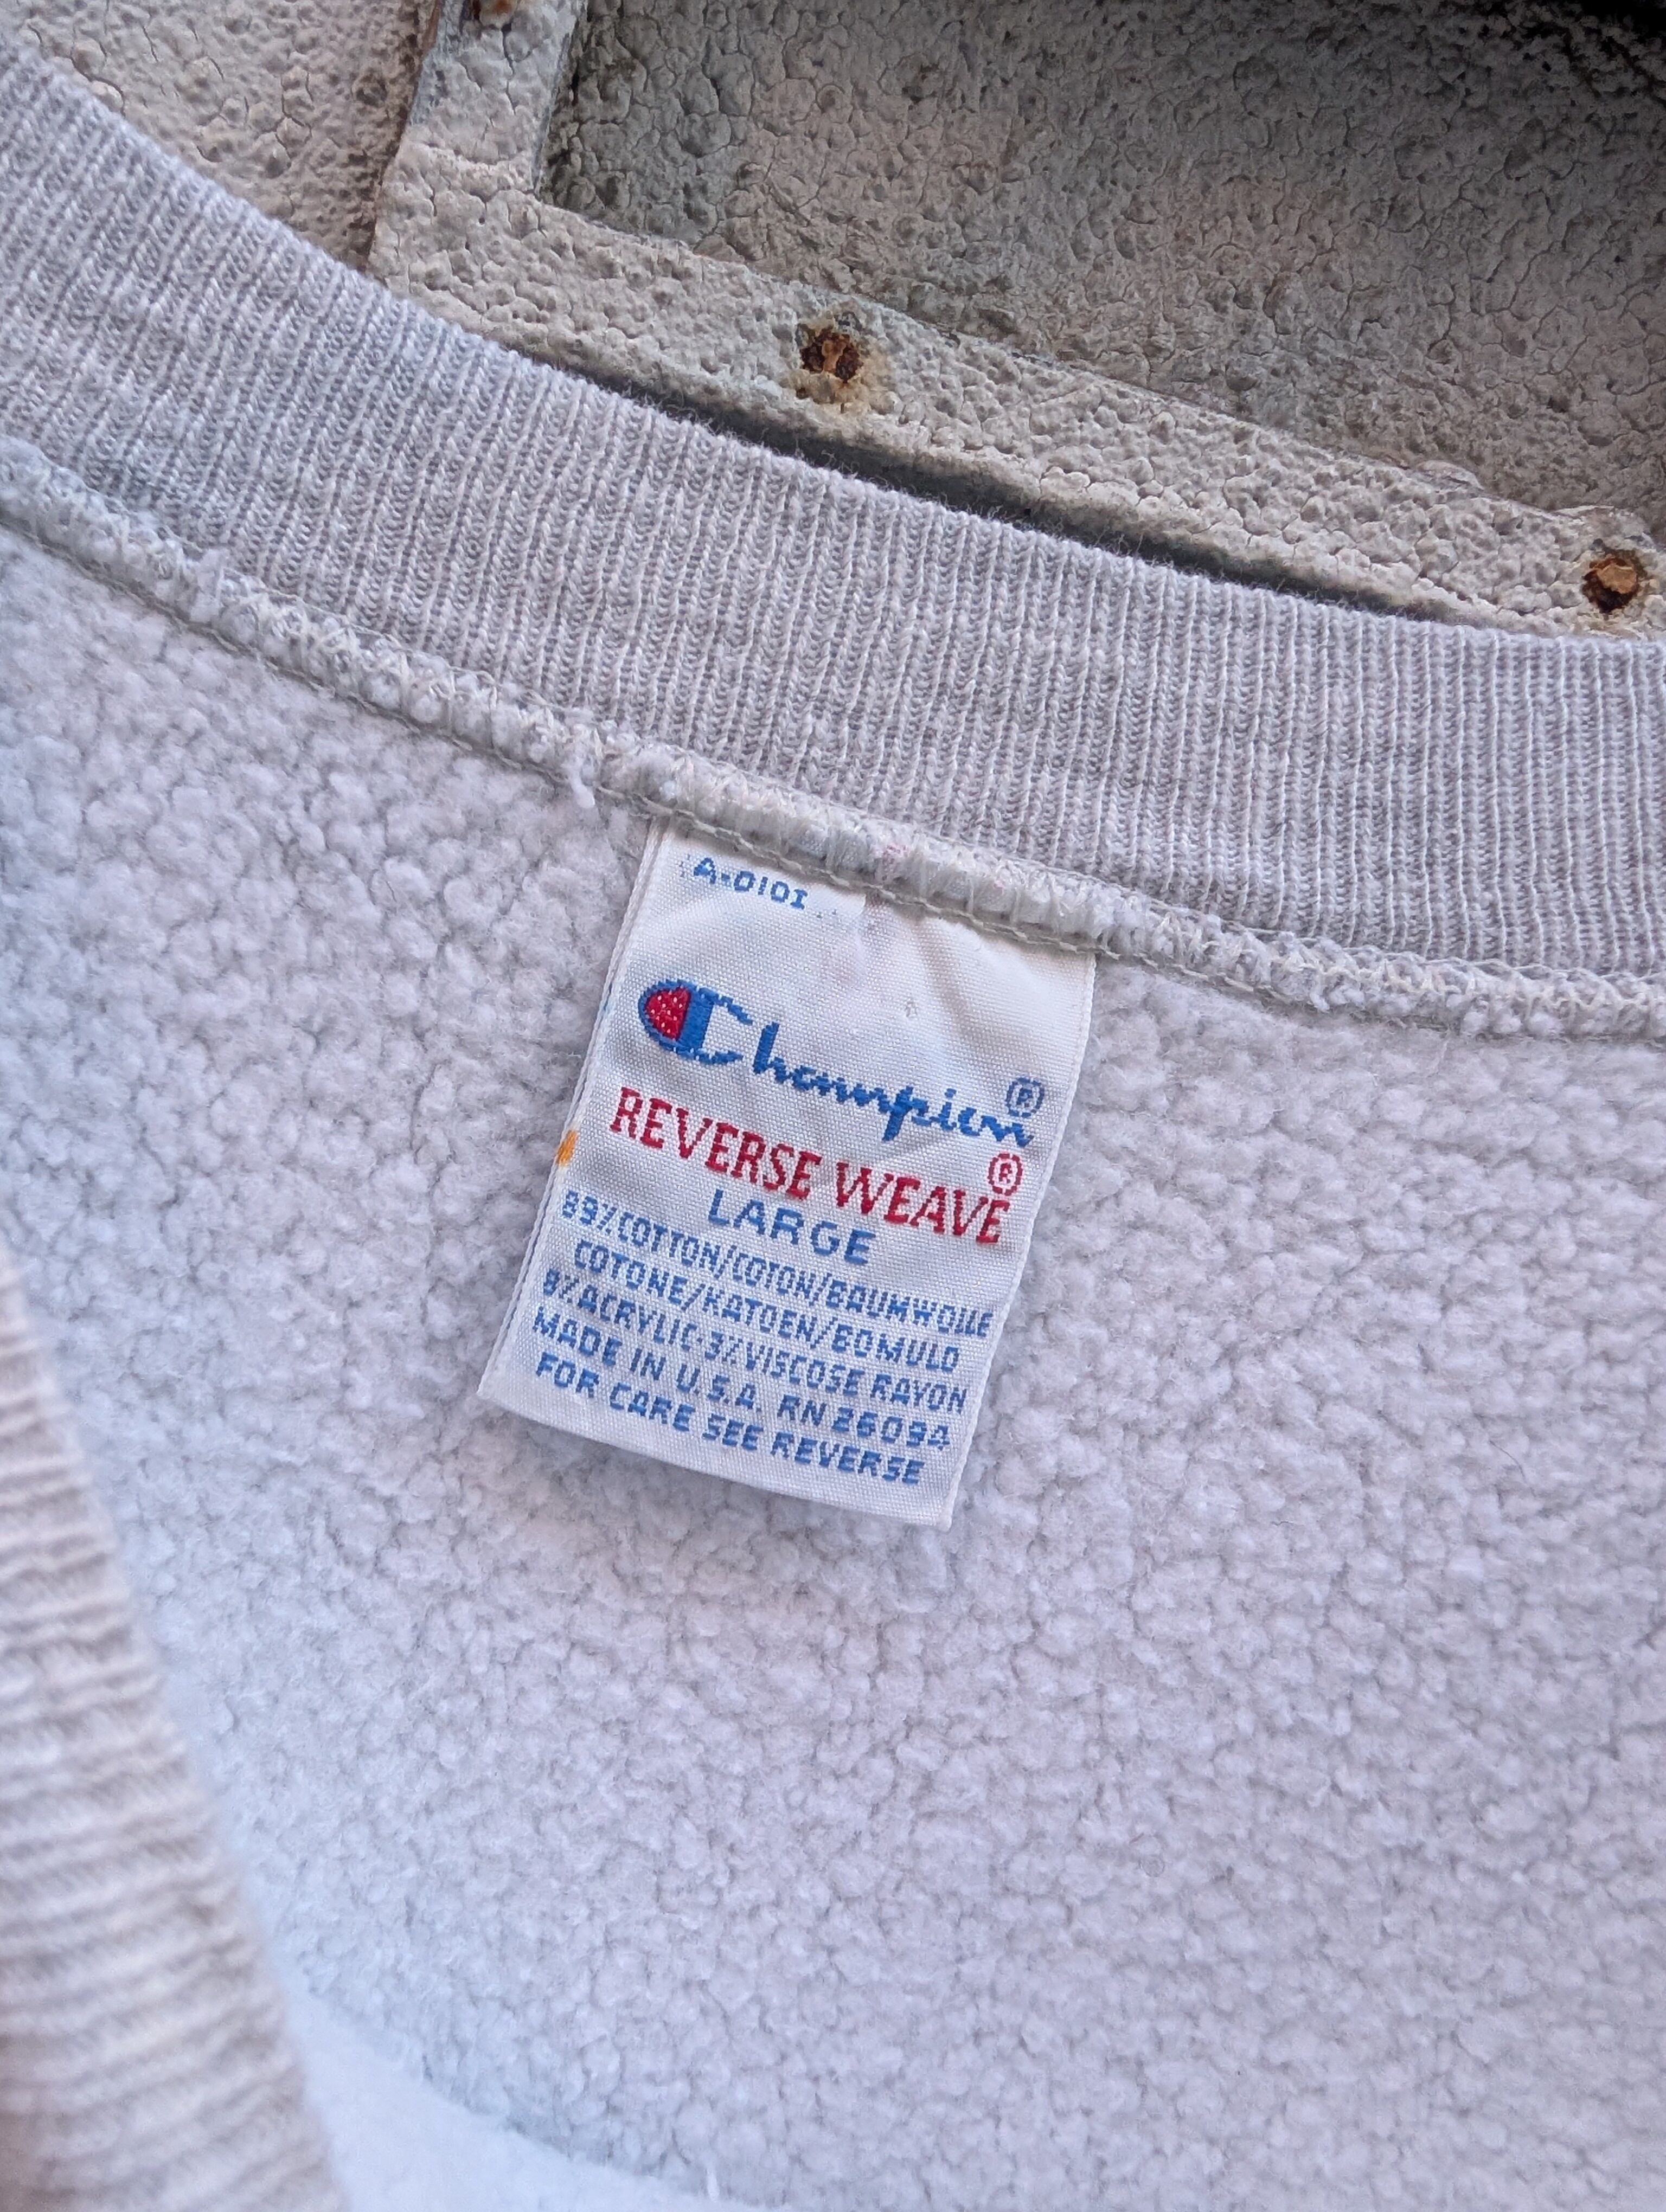 A-0101
Champion®
REVERSE WEAVE®
LARGE
89%COTTON/COTON/BAUMWOLLE
COTONE/KATOEN/BOMULD
8%ACRYLIC·3%VISCOSE RAYON
MADE IN U.S.A. RN 26094
FOR CARE SEE REVERSE